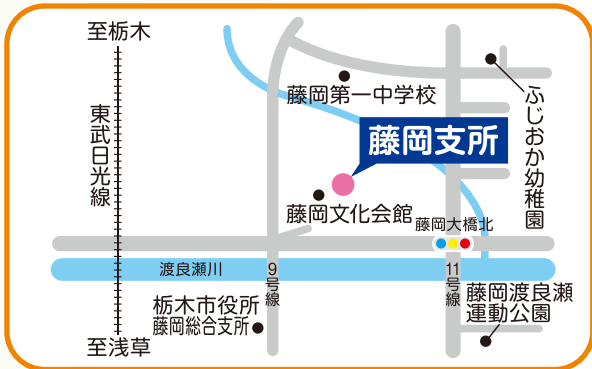 至栃木
東武日光線
藤岡第一中学校
ふじおか幼稚園
藤岡支所
藤岡文化会館
藤岡大橋北
渡良瀬川
9号線
11号線
栃木市役所
藤岡総合支所
藤岡渡良瀬
運動公園
至浅草